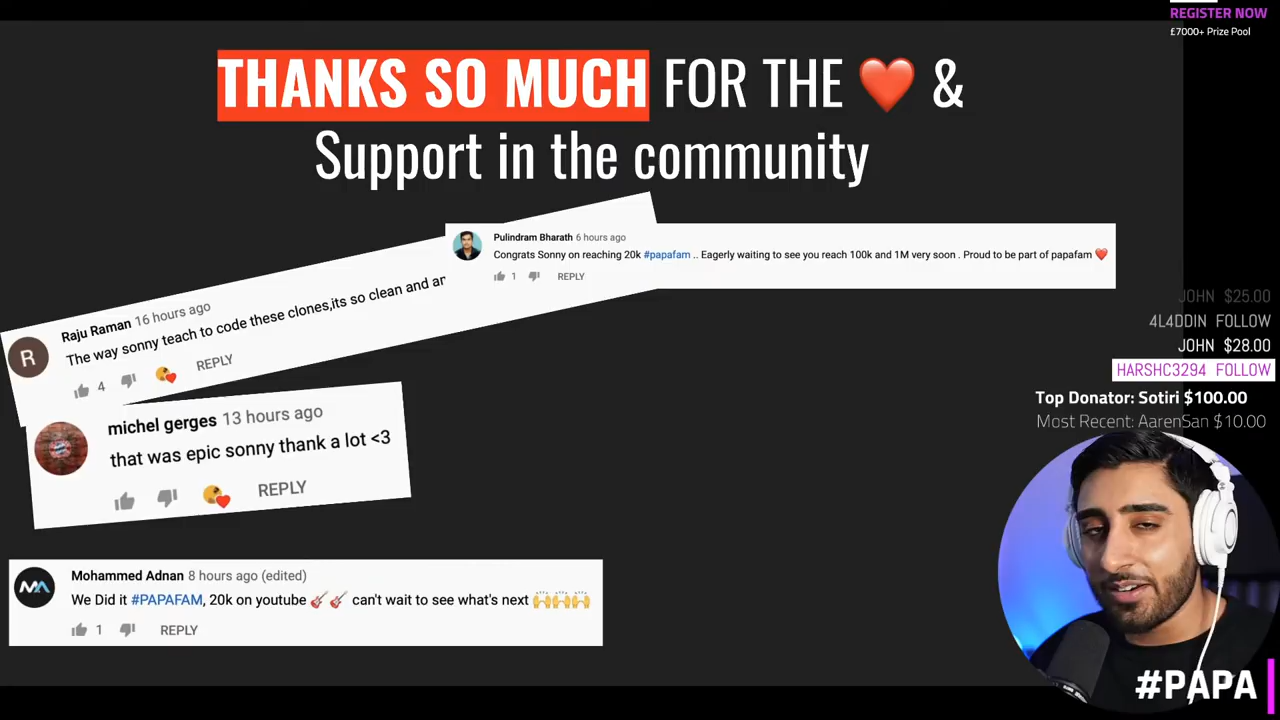 REGISTER NOW
£7000+ Prize Pool
THANKS SO MUCH FOR THE ❤️ &
Support in the community
Pulindram Bharath 6 hours ago
Congrats Sonny on reaching 20k #papafam .. Eagerly waiting to see you reach 100k and 1M very soon . Proud to be part of papafam ❤️
1 REPLY
Raju Raman 16 hours ago
The way sonny teach to code these clones,its so clean and
R
4 REPLY
michel gerges 13 hours ago
that was epic sonny thank a lot <3
REPLY
Mohammed Adnan 8 hours ago (edited)
We Did it #PAPAFAM, 20k on youtube 🎸🎸 can't wait to see what's next 🙌🙌🙌
1 REPLY
JOHN $25.00
4L4DDIN FOLLOW
JOHN $28.00
HARSHC3294 FOLLOW
Top Donator: Sotiri $100.00
Most Recent: AarenSan $10.00
#PAPA